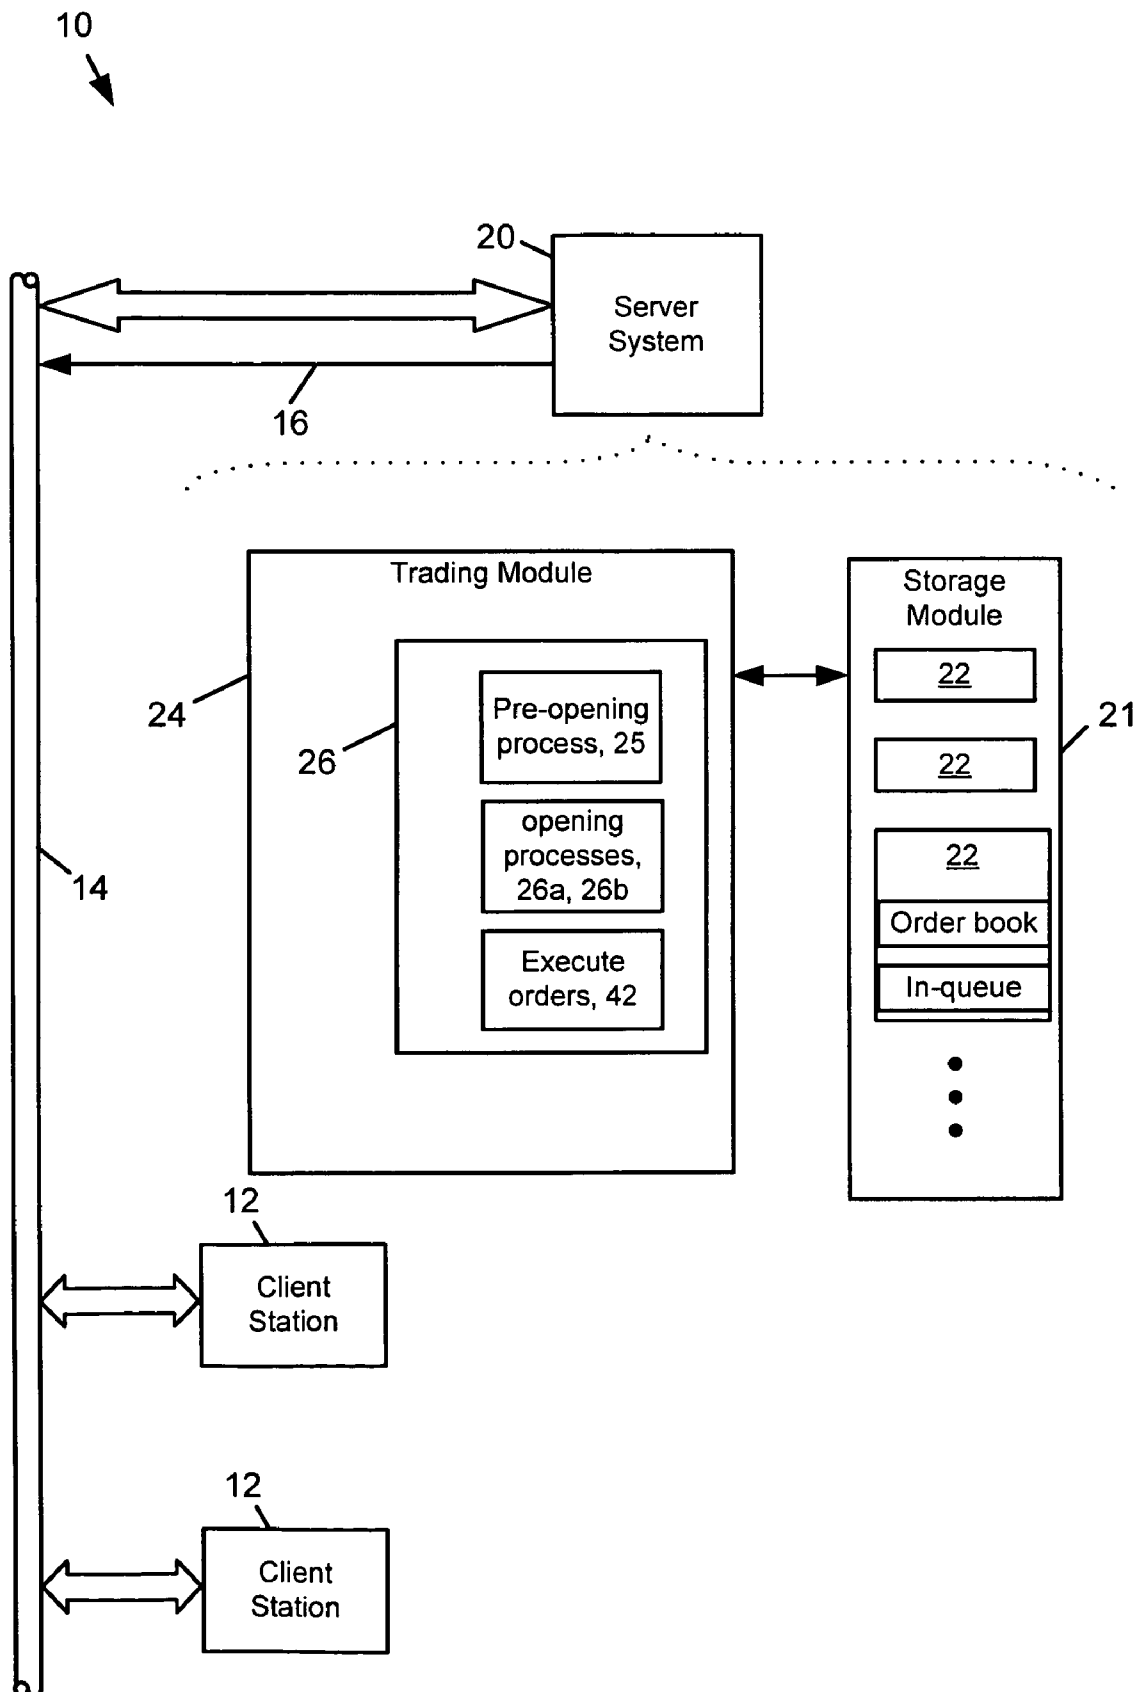 10
20
Server
System
16
Trading Module
Storage
Module
22
24
Pre-opening
process, 25
21
26
22
opening
processes,
26a, 26b
22
14
Order book
Execute
orders, 42
In-queue
12
Client
Station
12
Client
Station